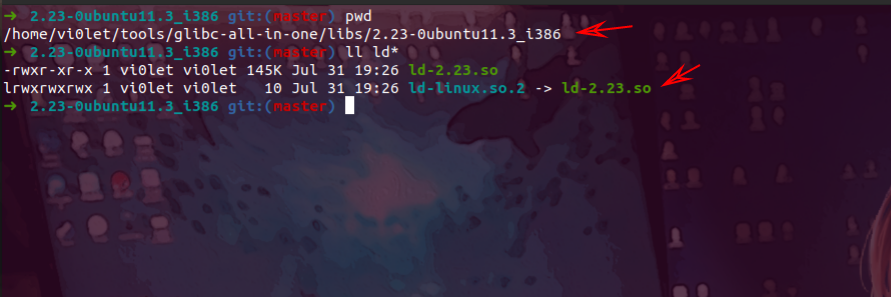 ➜ 2.23-0ubuntu11.3_i386 git:(master) pwd
/home/vi0let/tools/glibc-all-in-one/libs/2.23-0ubuntu11.3_i386
➜ 2.23-0ubuntu11.3_i386 git:(master) ll ld*
-rwxr-xr-x 1 vi0let vi0let 145K Jul 31 19:26 ld-2.23.so
lrwxrwxrwx 1 vi0let vi0let   10 Jul 31 19:26 ld-linux.so.2 -> ld-2.23.so
➜ 2.23-0ubuntu11.3_i386 git:(master)